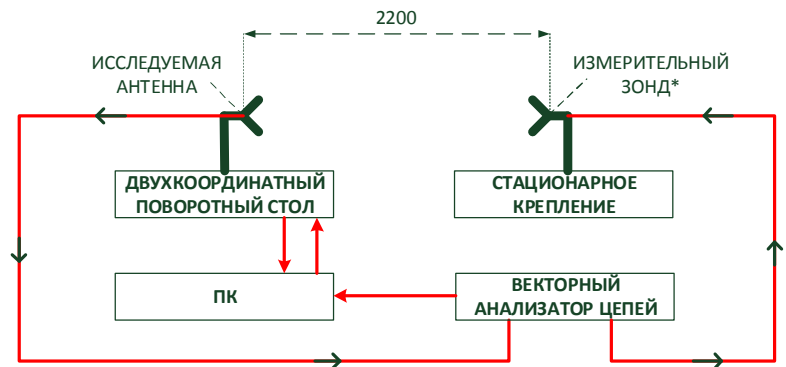 2200
ИССЛЕДУЕМАЯ
АНТЕННА
ИЗМЕРИТЕЛЬНЫЙ
ЗОНД*
ДВУХКООРДИНАТНЫЙ
ПОВОРОТНЫЙ СТОЛ
СТАЦИОНАРНОЕ
КРЕПЛЕНИЕ
ПК
ВЕКТОРНЫЙ
АНАЛИЗАТОР ЦЕПЕЙ